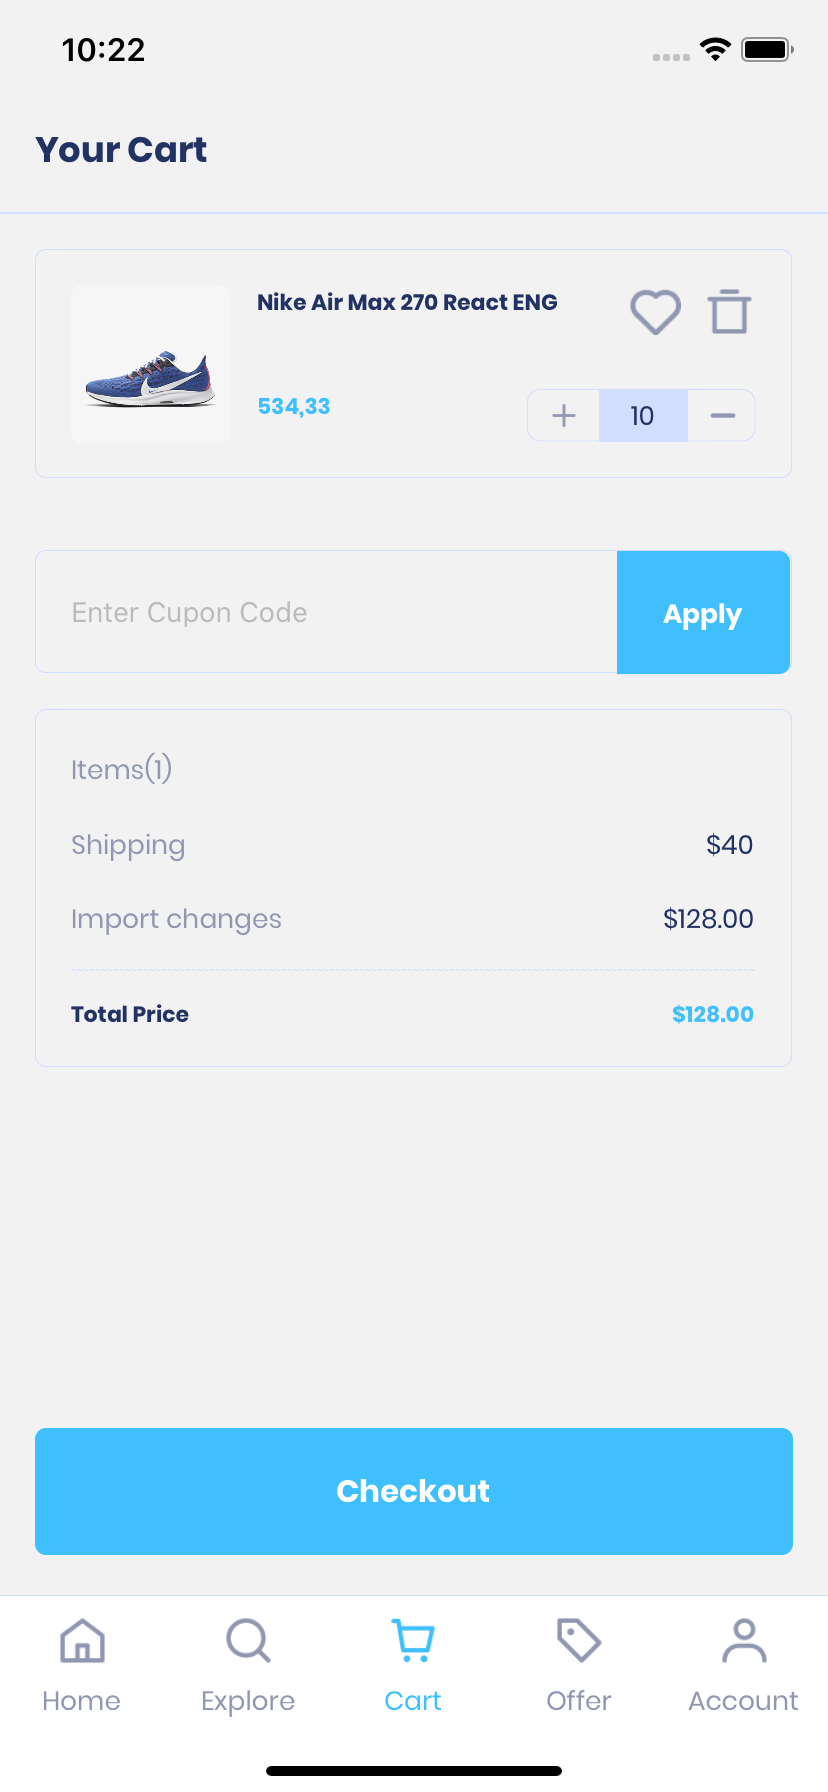 10:22
Your Cart
Nike Air Max 270 React ENG
534,33
10
Enter Cupon Code
Apply
Items(1)
Shipping $40
Import changes $128.00
Total Price $128.00
Checkout
Home Explore Cart Offer Account